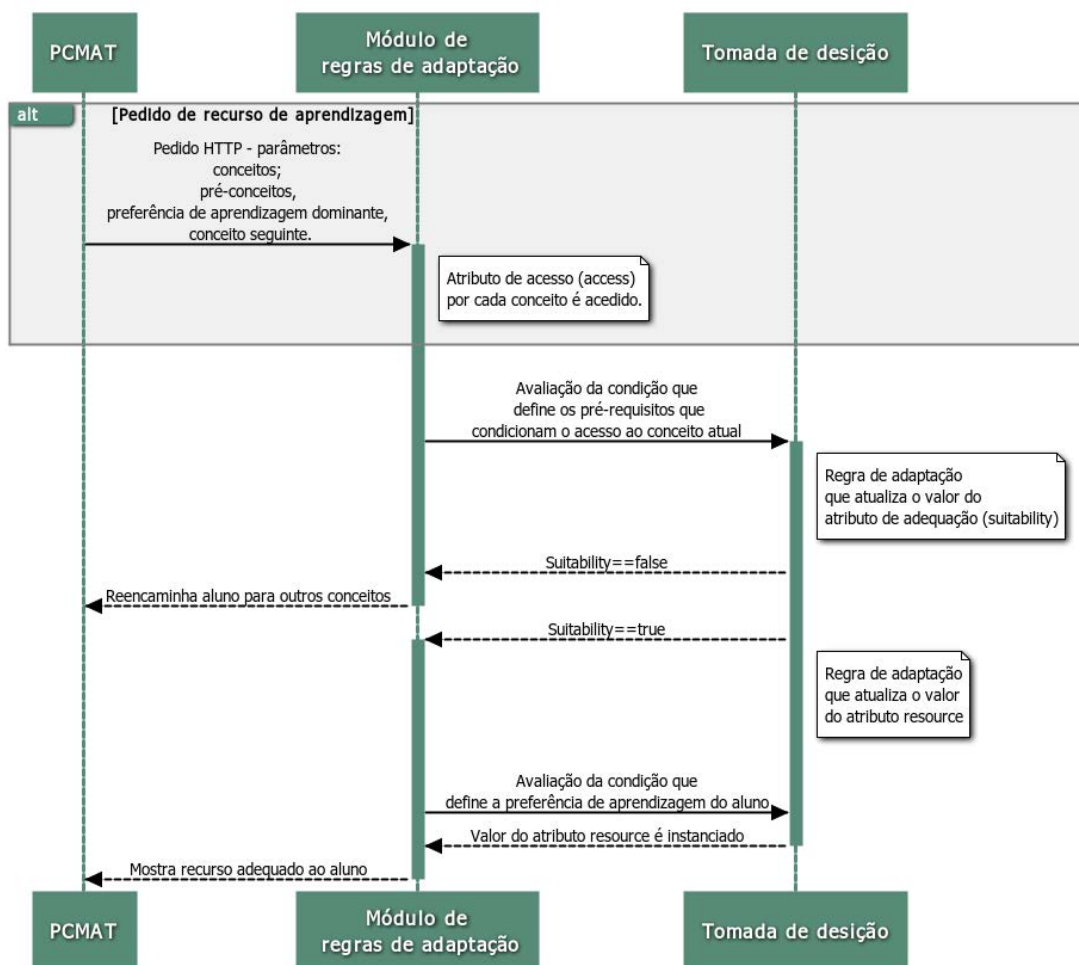 PCMAT
Módulo de
regras de adaptação
Tomada de desição
alt
[Pedido de recurso de aprendizagem]
Pedido HTTP - parâmetros:
conceitos;
pré-conceitos,
preferência de aprendizagem dominante,
conceito seguinte.
Atributo de acesso (access)
por cada conceito é acedido.
Avaliação da condição que
define os pré-requisitos que
condicionam o acesso ao conceito atual
Regra de adaptação
que atualiza o valor do
atributo de adequação (suitability)
Suitability==false
Reencaminha aluno para outros conceitos
Suitability==true
Regra de adaptação
que atualiza o valor
do atributo resource
Avaliação da condição que
define a preferência de aprendizagem do aluno
Valor do atributo resource é instanciado
Mostra recurso adequado ao aluno
PCMAT
Módulo de
regras de adaptação
Tomada de desição